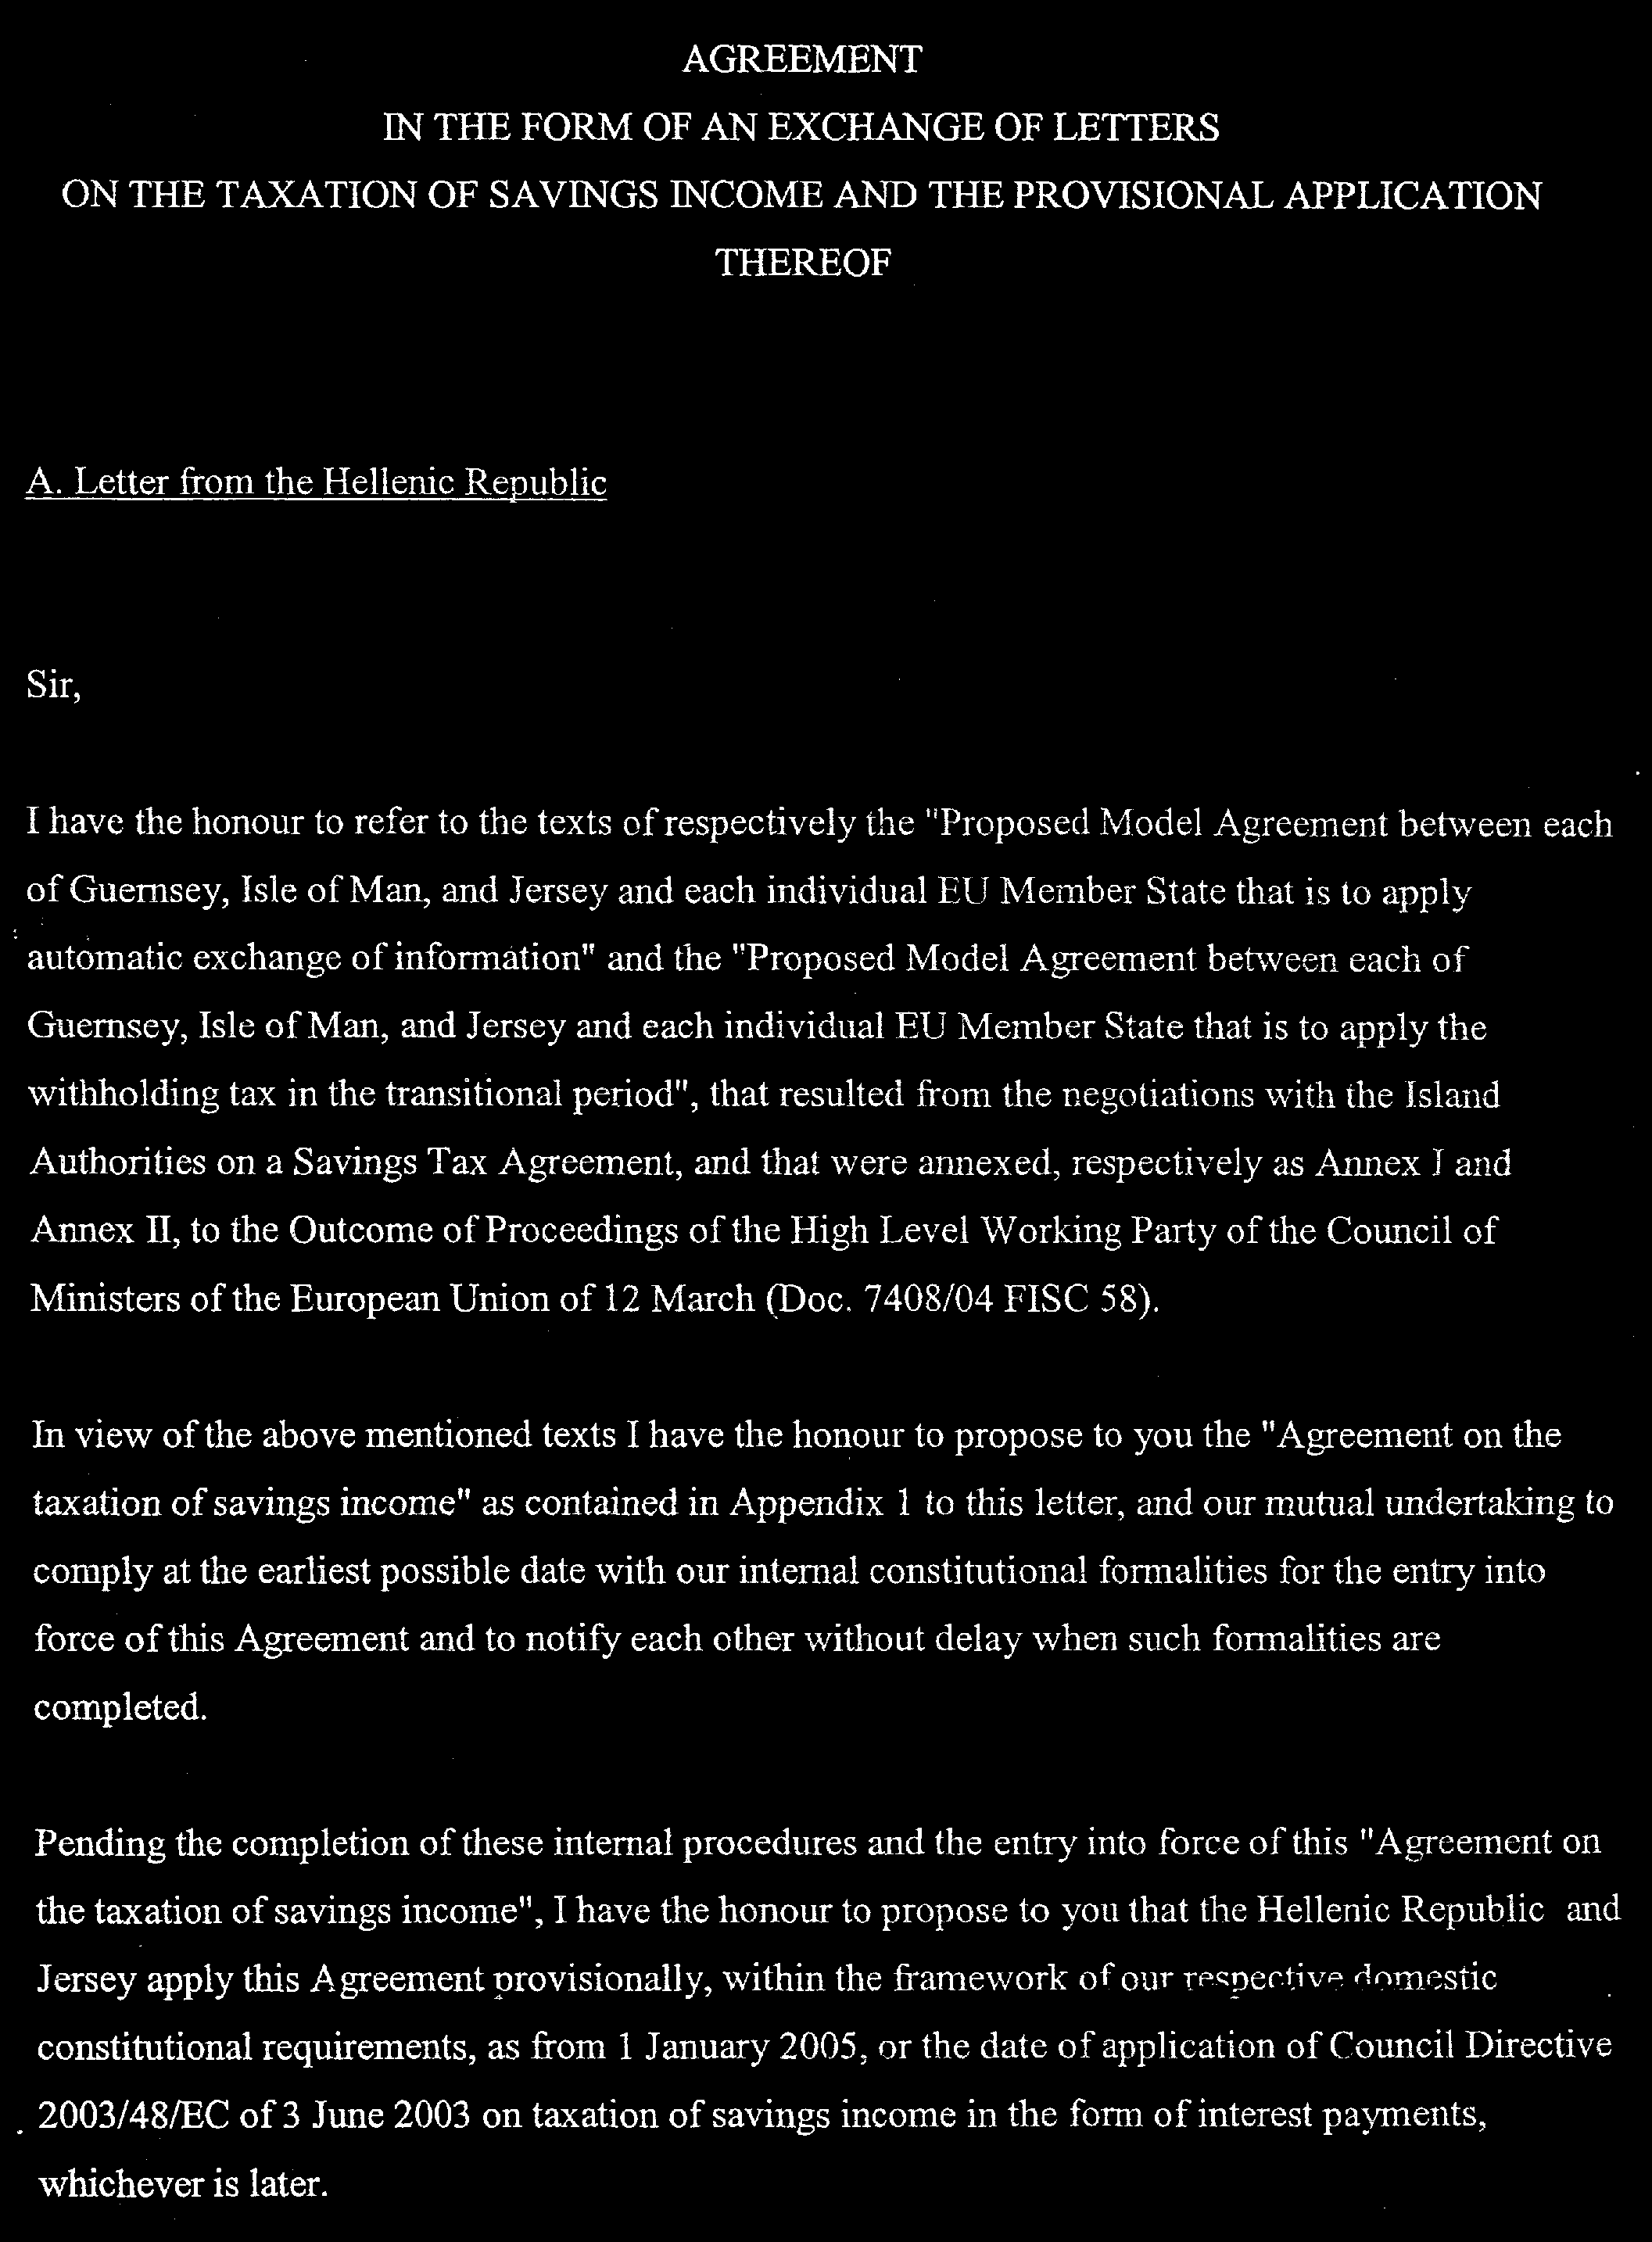 AGREEMENT
IN THE FORM OF AN EXCHANGE OF LETTERS
ON THE TAXATION OF SAVINGS INCOME AND THE PROVISIONAL APPLICATION
THEREOF
A. Letter from the Hellenic Republic
Sir,
I have the honour to refer to the texts of respectively the "Proposed Model Agreement between each
of Guernsey, Isle of Man, and Jersey and each individual EU Member State that is to apply
automatic exchange of information" and the "Proposed Model Agreement between each of
Guernsey, Isle of Man, and Jersey and each individual EU Member State that is to apply the
withholding tax in the transitional period", that resulted from the negotiations with the Island
Authorities on a Savings Tax Agreement, and that were annexed, respectively as Annex I and
Annex II, to the Outcome of Proceedings of the High Level Working Party of the Council of
Ministers of the European Union of 12 March (Doc. 7408/04 FISC 58).
In view of the above mentioned texts I have the honour to propose to you the "Agreement on the
taxation of savings income" as contained in Appendix 1 to this letter, and our mutual undertaking to
comply at the earliest possible date with our internal constitutional formalities for the entry into
force of this Agreement and to notify each other without delay when such formalities are
completed.
Pending the completion of these internal procedures and the entry into force of this "Agreement on
the taxation of savings income", I have the honour to propose to you that the Hellenic Republic and
Jersey apply this Agreement provisionally, within the framework of our respective domestic
constitutional requirements, as from 1 January 2005, or the date of application of Council Directive
2003/48/EC of 3 June 2003 on taxation of savings income in the form of interest payments,
whichever is later.